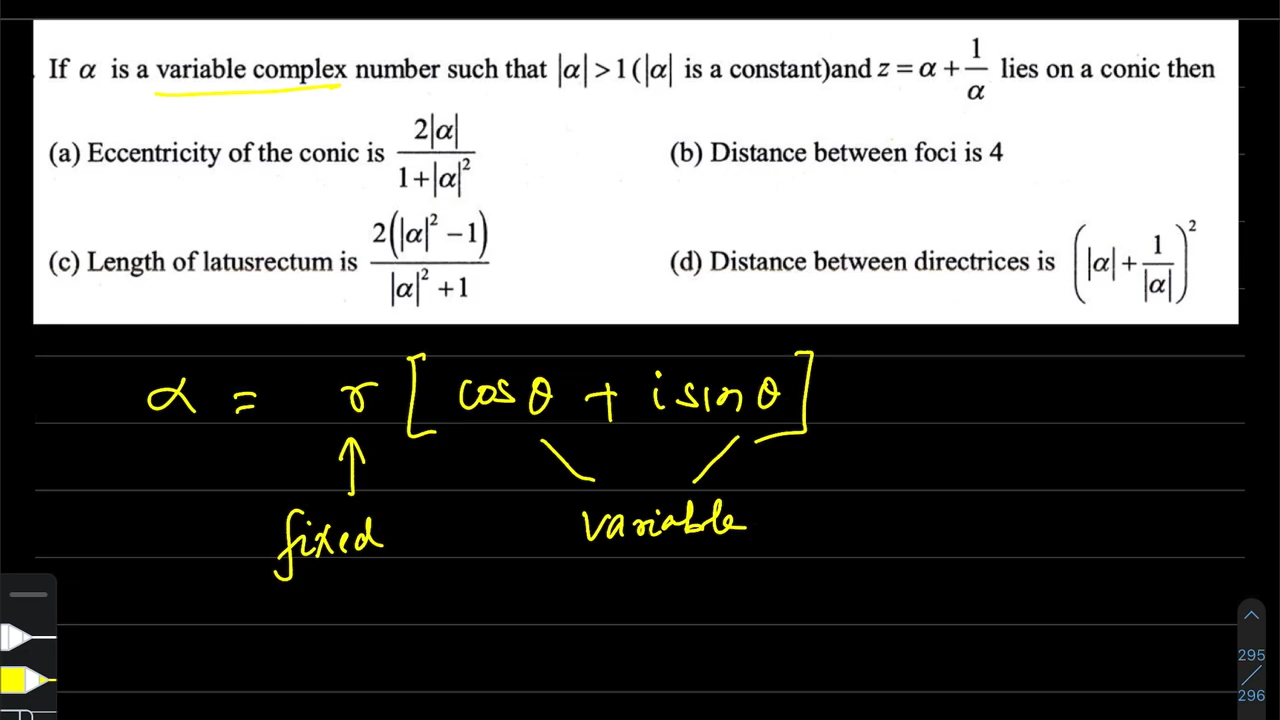 If α is a variable complex number such that |α|>1(|α| is a constant)and z = α + 1/α lies on a conic then
(a) Eccentricity of the conic is 2|α| / (1+|α|²)
(b) Distance between foci is 4
(c) Length of latusrectum is 2(|α|² −1) / (|α|² +1)
(d) Distance between directrices is (|α| + 1/|α|)²
α = r [ cos θ + i sin θ ]
fixed
variable
295
/
296